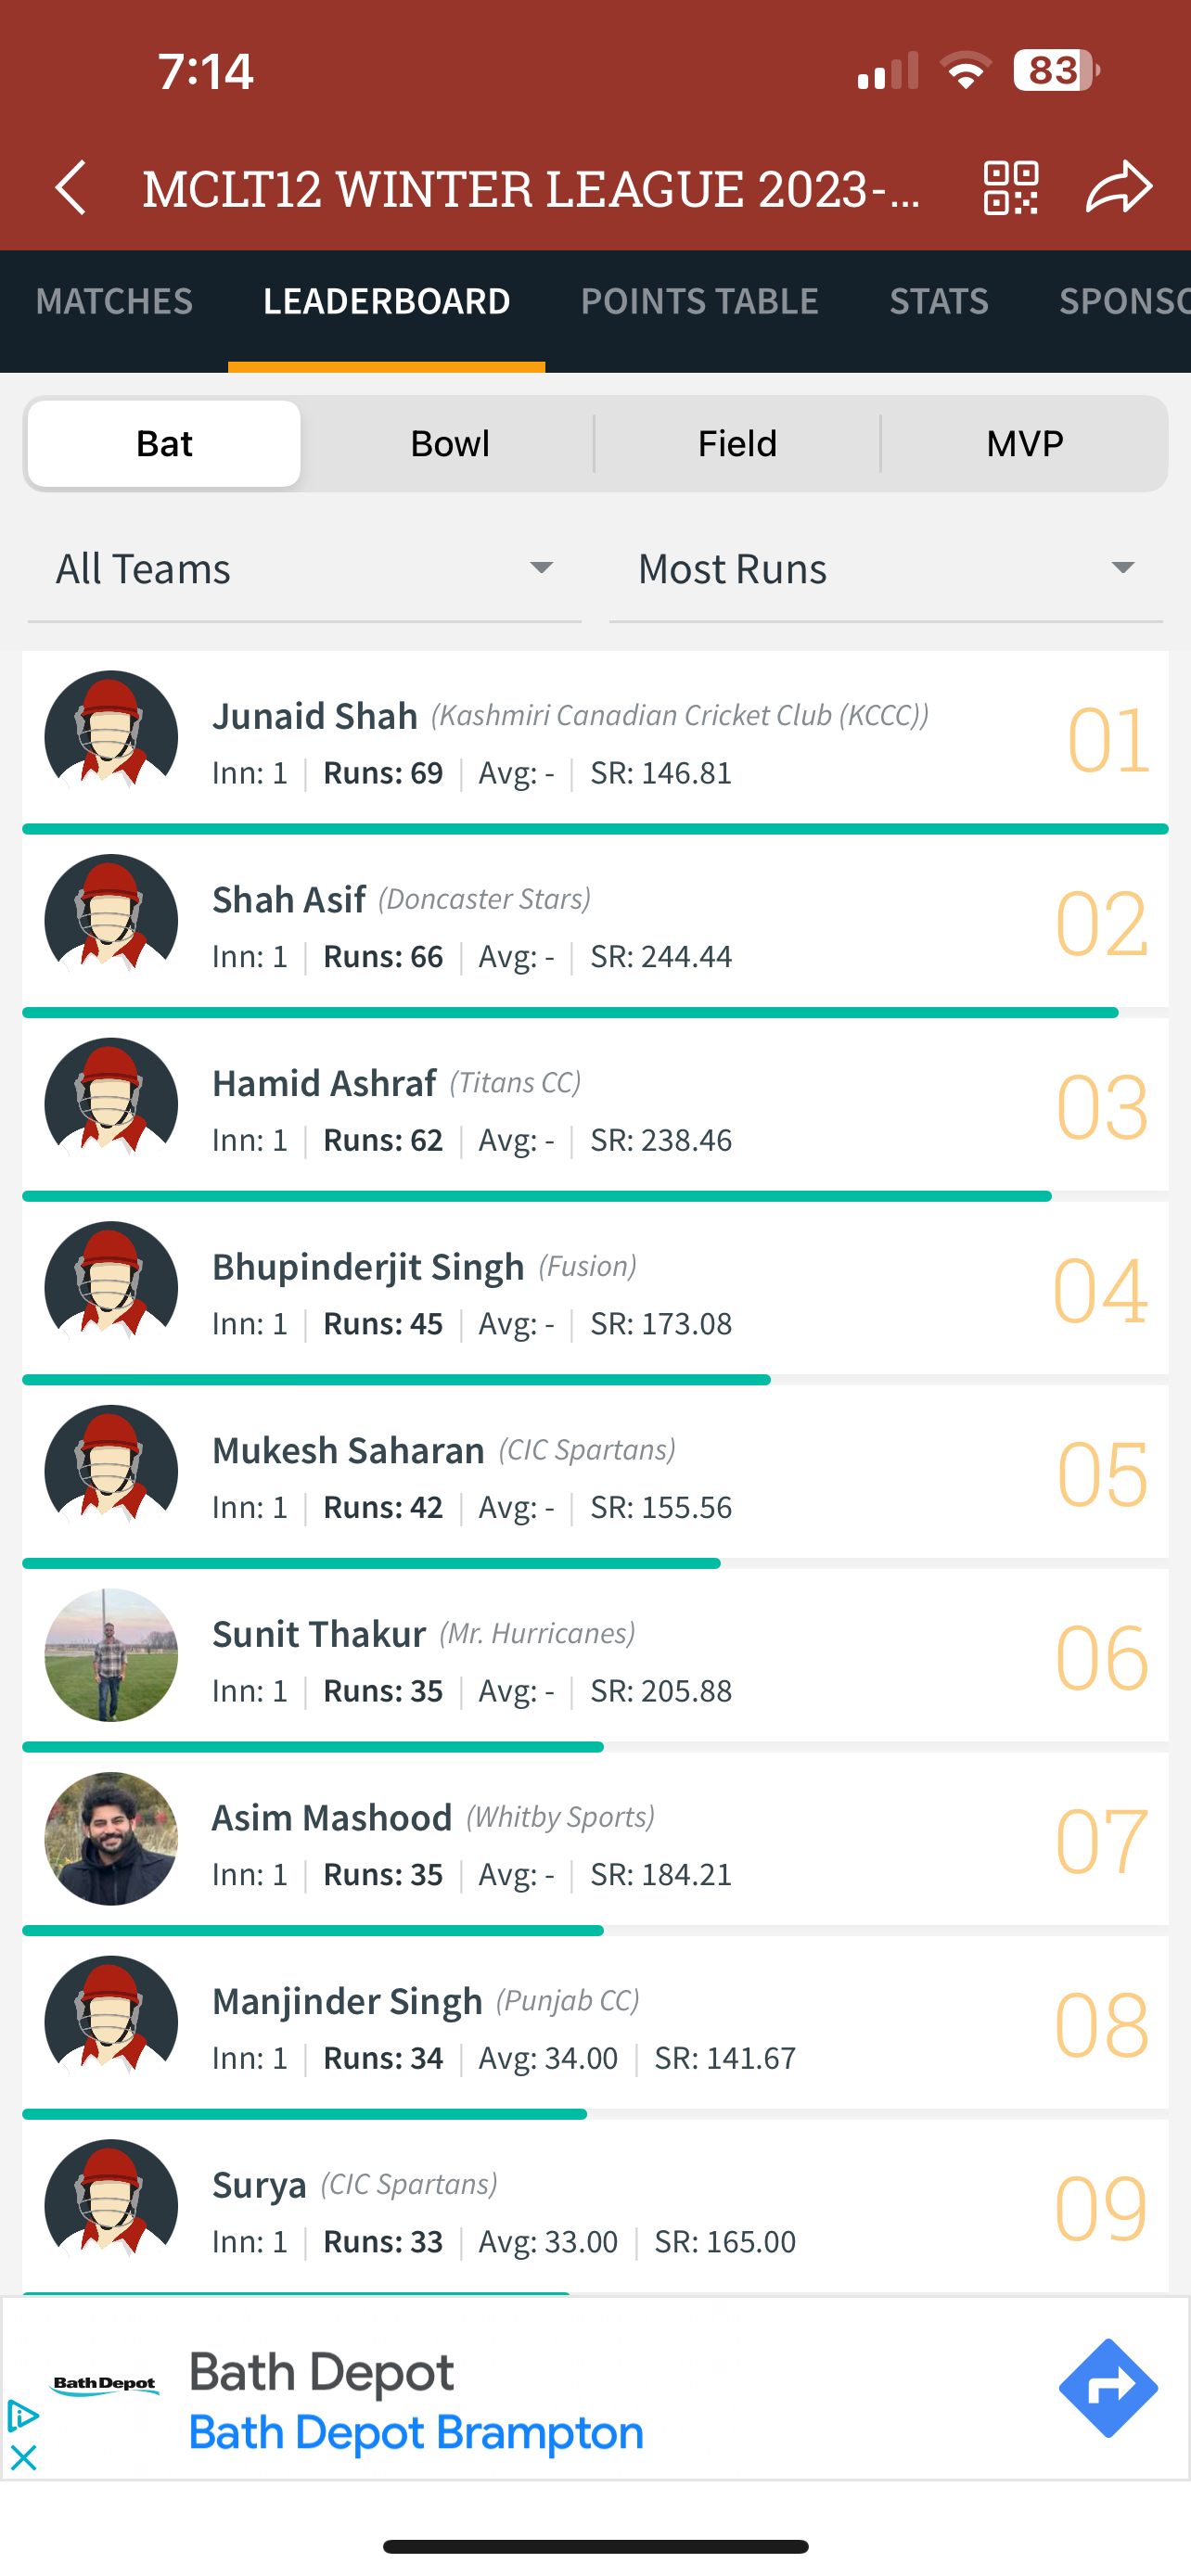 7:14
83
MCLT12 WINTER LEAGUE 2023-...
MATCHES LEADERBOARD POINTS TABLE STATS SPONSO
Bat Bowl Field MVP
All Teams Most Runs
Junaid Shah (Kashmiri Canadian Cricket Club (KCCC))
Inn: 1 | Runs: 69 | Avg: - | SR: 146.81
01
Shah Asif (Doncaster Stars)
Inn: 1 | Runs: 66 | Avg: - | SR: 244.44
02
Hamid Ashraf (Titans CC)
Inn: 1 | Runs: 62 | Avg: - | SR: 238.46
03
Bhupinderjit Singh (Fusion)
Inn: 1 | Runs: 45 | Avg: - | SR: 173.08
04
Mukesh Saharan (CIC Spartans)
Inn: 1 | Runs: 42 | Avg: - | SR: 155.56
05
Sunit Thakur (Mr. Hurricanes)
Inn: 1 | Runs: 35 | Avg: - | SR: 205.88
06
Asim Mashood (Whitby Sports)
Inn: 1 | Runs: 35 | Avg: - | SR: 184.21
07
Manjinder Singh (Punjab CC)
Inn: 1 | Runs: 34 | Avg: 34.00 | SR: 141.67
08
Surya (CIC Spartans)
Inn: 1 | Runs: 33 | Avg: 33.00 | SR: 165.00
09
Bath Depot
Bath Depot
Bath Depot Brampton